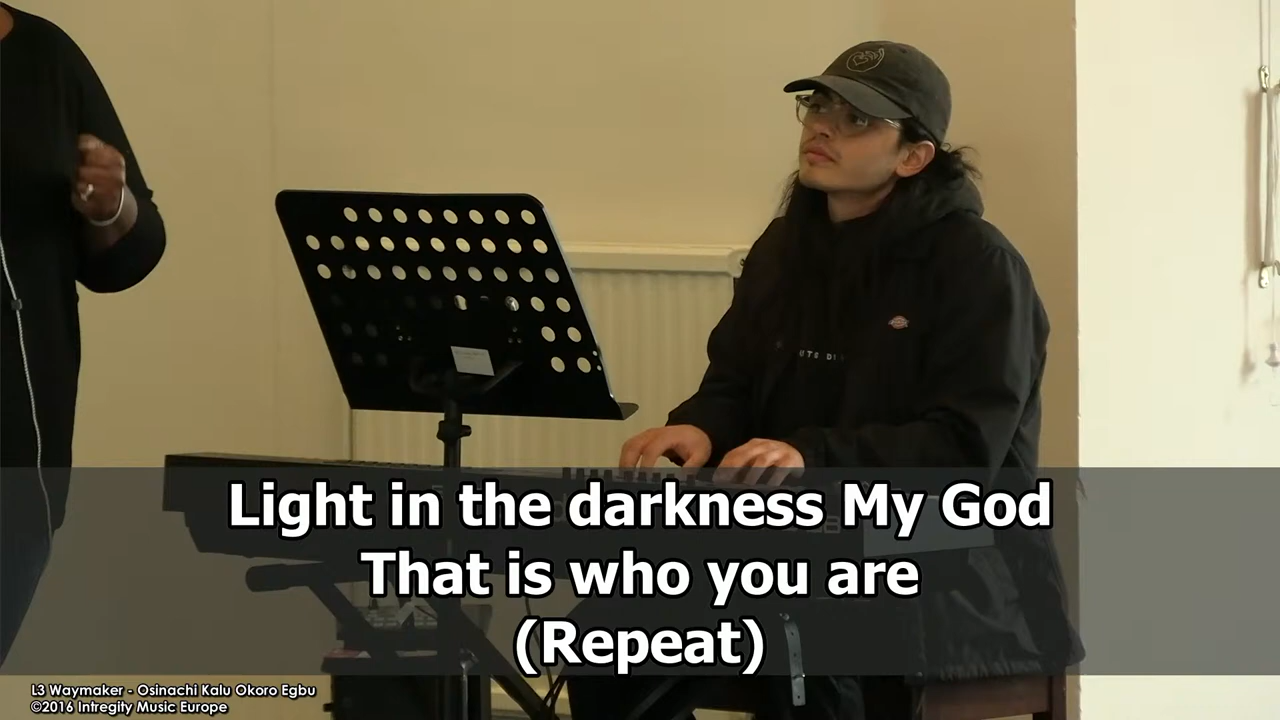 Light in the darkness My God
That is who you are
(Repeat)
L3 Waymaker - Osinachi Kalu Okoro Egbu
©2016 Intregity Music Europe